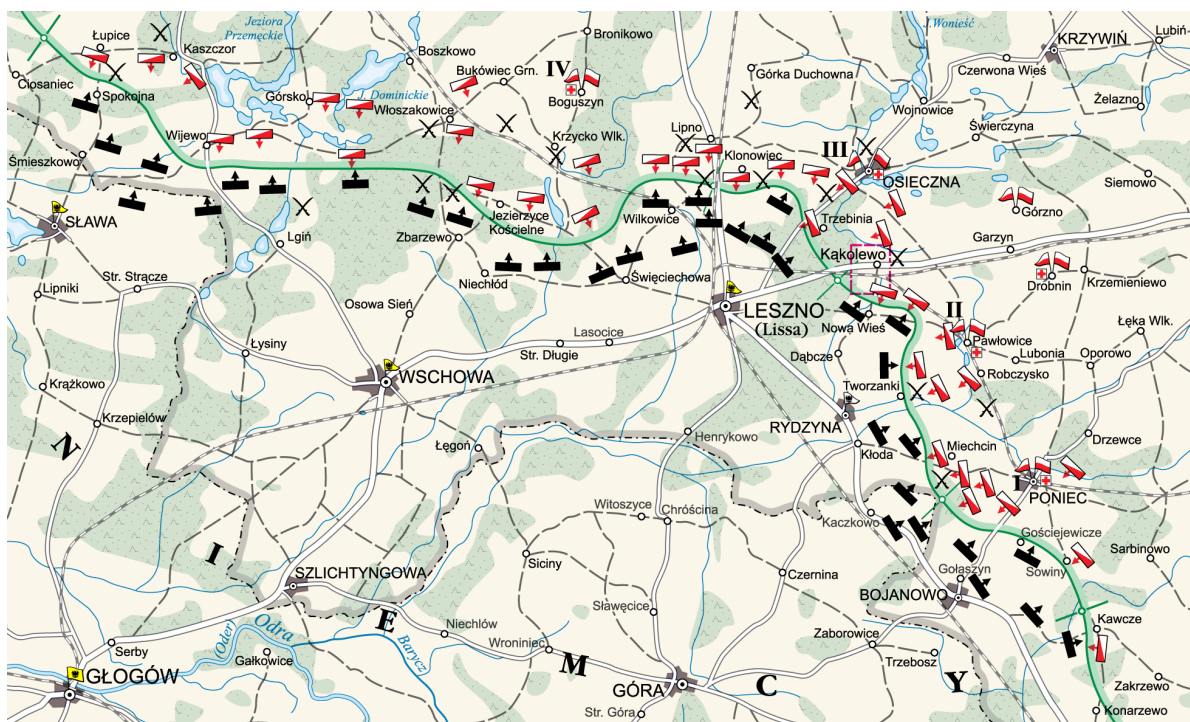 Jeziora
Przemęckie
J. Wonieść
Lubiń
Łupice
Kaszczor
Bronikowo
KRZYWIŃ
Boszkowo
Ciosaniec
Bukówiec Grn.
IV
Górka Duchowna
Czerwona Wieś
Spokojna
Górsko
J. Dominickie
Boguszyn
Wojnowice
Żelazno
Włoszakowice
Wijewo
Krzycko Wlk.
Lipno
Świerczyna
Śmieszkowo
Klonowiec
III
OSIECZNA
Siemowo
SŁAWA
Jezierzyce
Kościelne
Wilkowice
Trzebinia
Górzno
Lgiń
Zbarzewo
Garzyn
Kąkolewo
Str. Strącze
Niechłód
Święciechowa
Drobnin
Krzemieniewo
Lipniki
Osowa Sień
LESZNO
(Lissa)
Nowa Wieś
II
Łęka Wlk.
Łysiny
Lasocice
Str. Długie
Pawłowice
Dąbcze
Lubonia
Oporowo
WSCHOWA
Robczysko
Krążkowo
Tworzanki
Krzepielów
RYDZYNA
Henrykowo
Drzewce
N
Łęgoń
Kłoda
Miechcin
I
PONIEC
Witoszyce
Chróścina
Kaczkowo
Gościejewice
I
Siciny
Sarbinowo
Sowiny
SZLICHTYNGOWA
Czernina
Gołaszyn
BOJANOWO
Sławęcice
E
Kawcze
(Oder)
Odra
Niechlów
Barycz
Wroniniec
Zaborowice
Serby
Gałkowice
Trzebosz
M
GŁOGÓW
GÓRA
C
Y
Zakrzewo
Str. Góra
Konarzewo